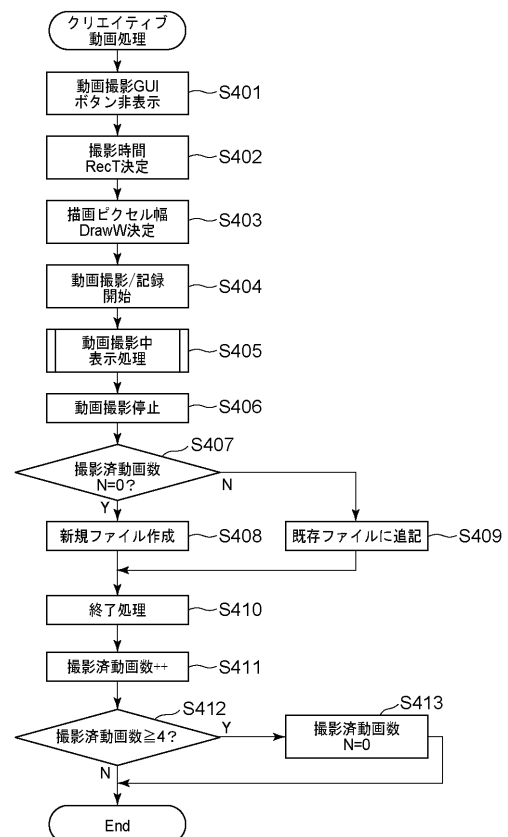 クリエイティブ
動画処理
動画撮影GUI
ボタン非表示
S401
撮影時間
RecT決定
S402
描画ピクセル幅
DrawW決定
S403
動画撮影/記録
開始
S404
動画撮影中
表示処理
S405
動画撮影停止
S406
S407
撮影済動画数
N=0?
N
Y
新規ファイル作成
S408
既存ファイルに追記
S409
終了処理
S410
撮影済動画数++
S411
S412
撮影済動画数≧4?
Y
N
S413
撮影済動画数
N=0
End